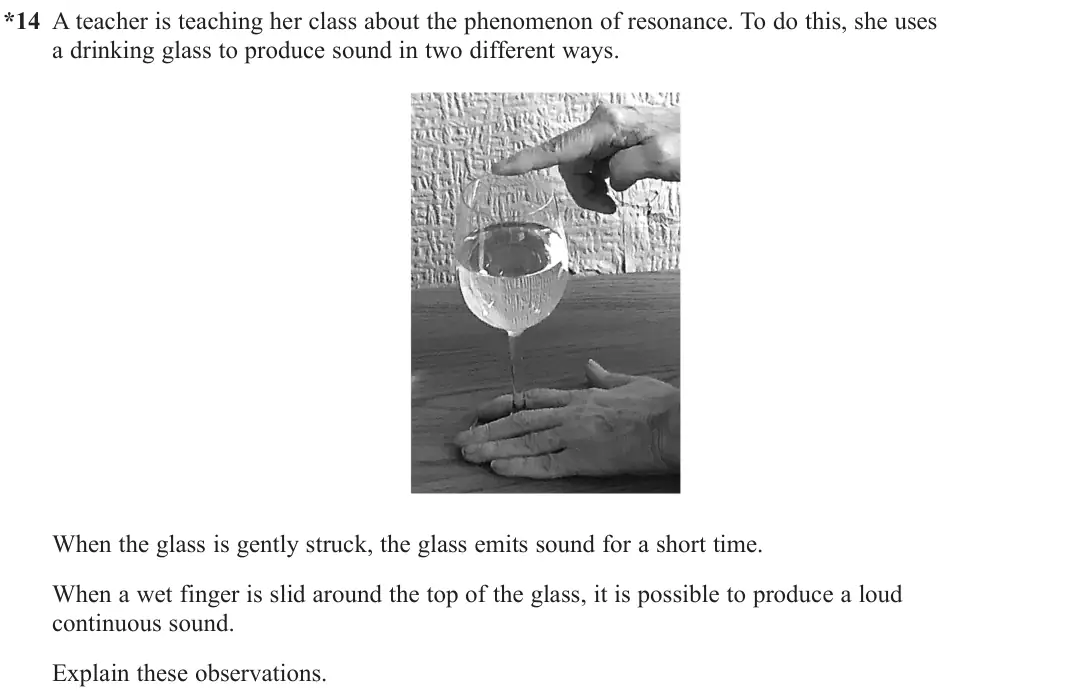 *14 A teacher is teaching her class about the phenomenon of resonance. To do this, she uses
a drinking glass to produce sound in two different ways.
When the glass is gently struck, the glass emits sound for a short time.
When a wet finger is slid around the top of the glass, it is possible to produce a loud
continuous sound.
Explain these observations.